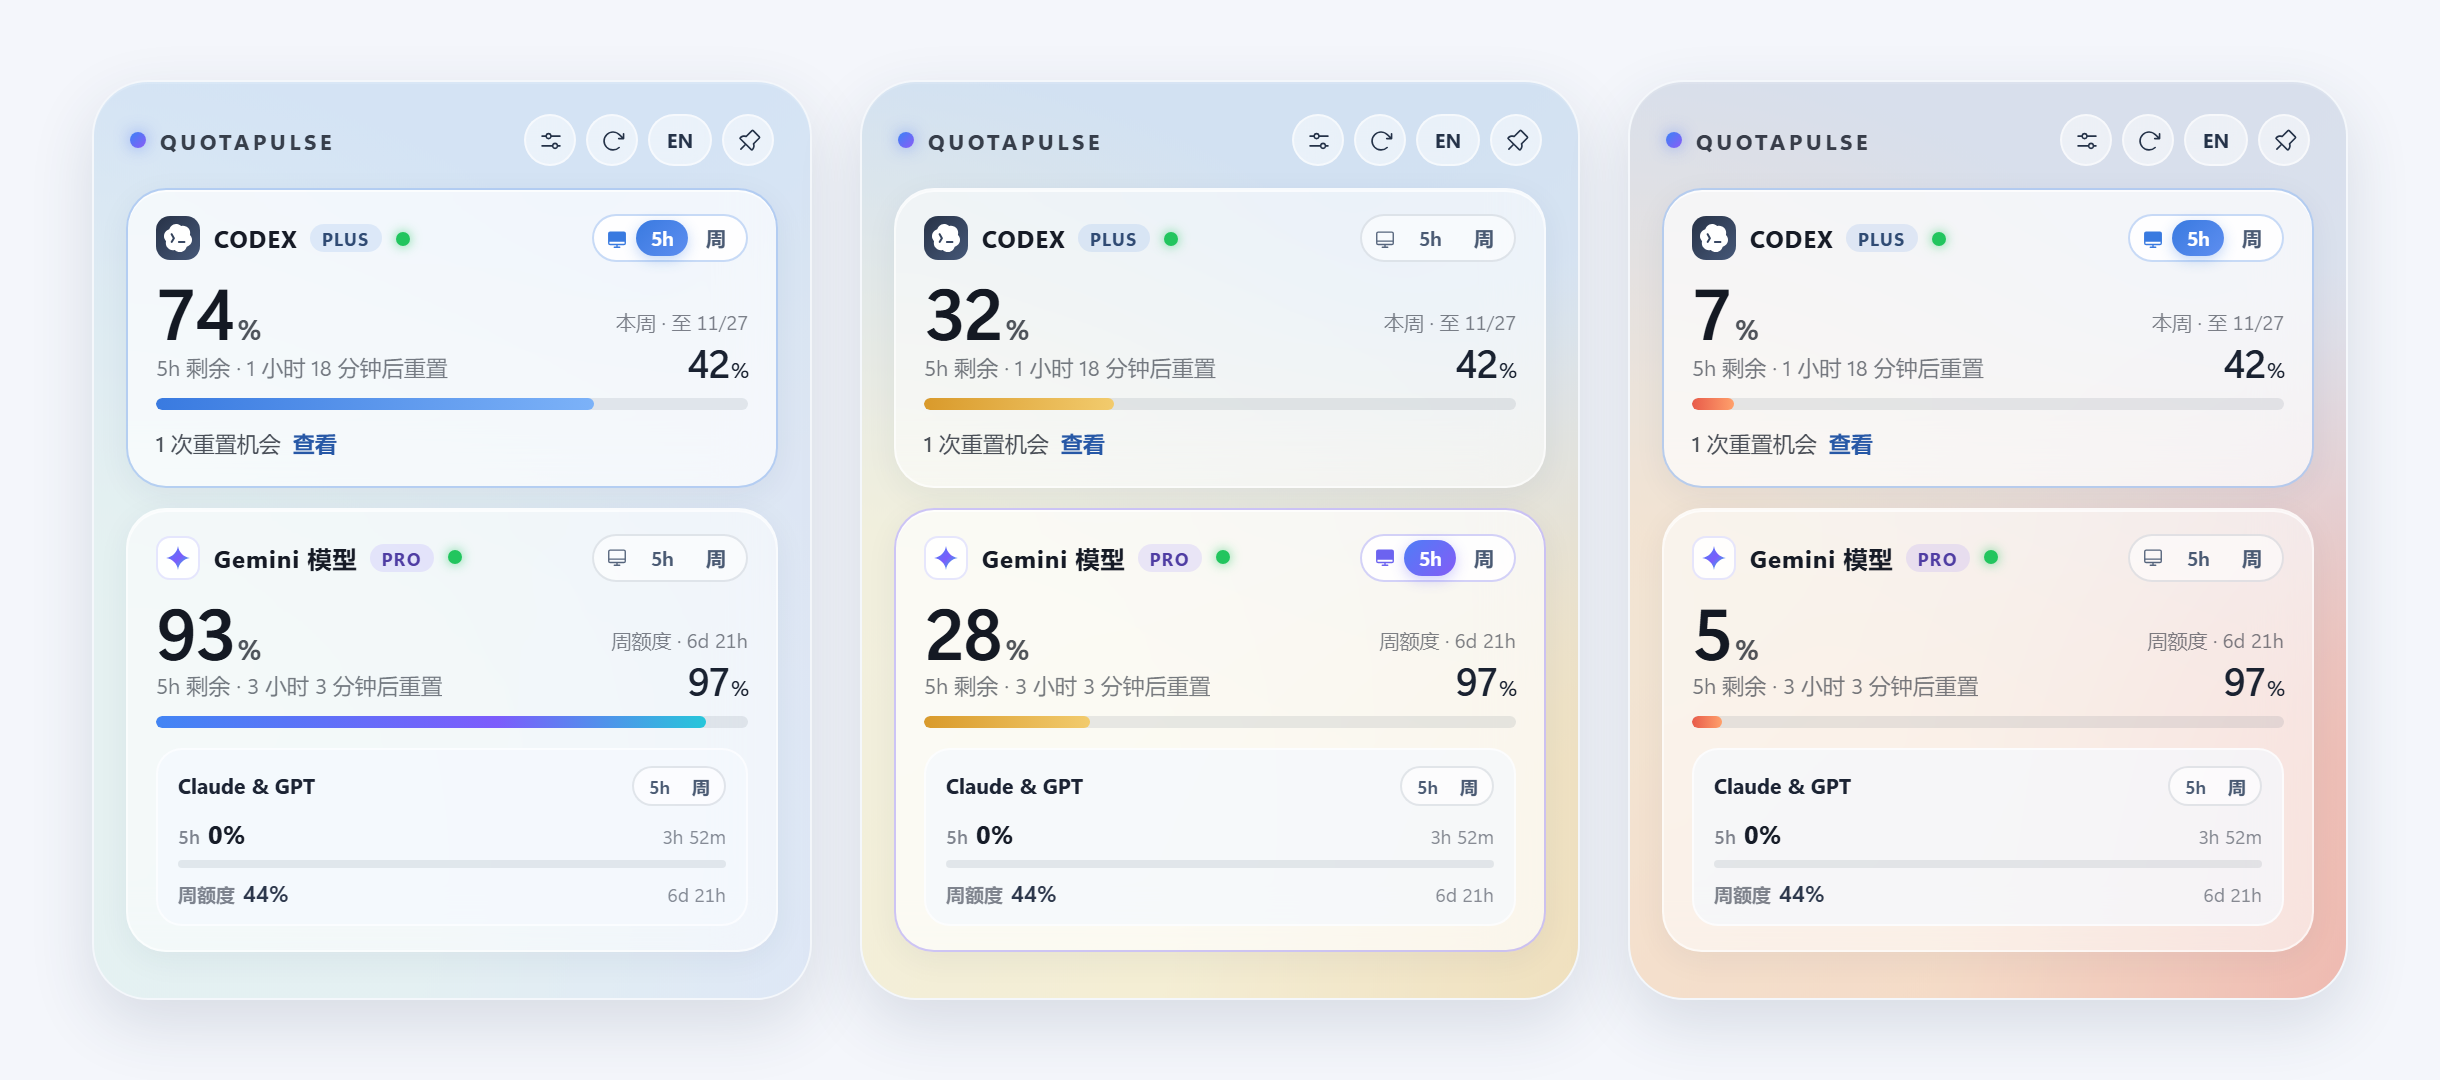 QUOTAPULSE EN
CODEX PLUS 5h 周
74%
本周 · 至 11/27
5h 剩余 · 1 小时 18 分钟后重置
42%
1 次重置机会 查看
Gemini 模型 PRO 5h 周
93%
周额度 · 6d 21h
5h 剩余 · 3 小时 3 分钟后重置
97%
Claude & GPT 5h 周
5h 0% 3h 52m
周额度 44% 6d 21h
QUOTAPULSE EN
CODEX PLUS 5h 周
32%
本周 · 至 11/27
5h 剩余 · 1 小时 18 分钟后重置
42%
1 次重置机会 查看
Gemini 模型 PRO 5h 周
28%
周额度 · 6d 21h
5h 剩余 · 3 小时 3 分钟后重置
97%
Claude & GPT 5h 周
5h 0% 3h 52m
周额度 44% 6d 21h
QUOTAPULSE EN
CODEX PLUS 5h 周
7%
本周 · 至 11/27
5h 剩余 · 1 小时 18 分钟后重置
42%
1 次重置机会 查看
Gemini 模型 PRO 5h 周
5%
周额度 · 6d 21h
5h 剩余 · 3 小时 3 分钟后重置
97%
Claude & GPT 5h 周
5h 0% 3h 52m
周额度 44% 6d 21h